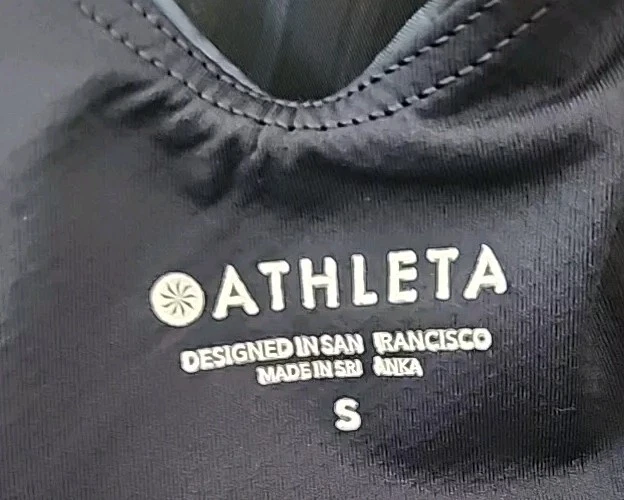 ATHLETA
DESIGNED IN SAN RANCISCO
MADE IN SRI ANKA
S